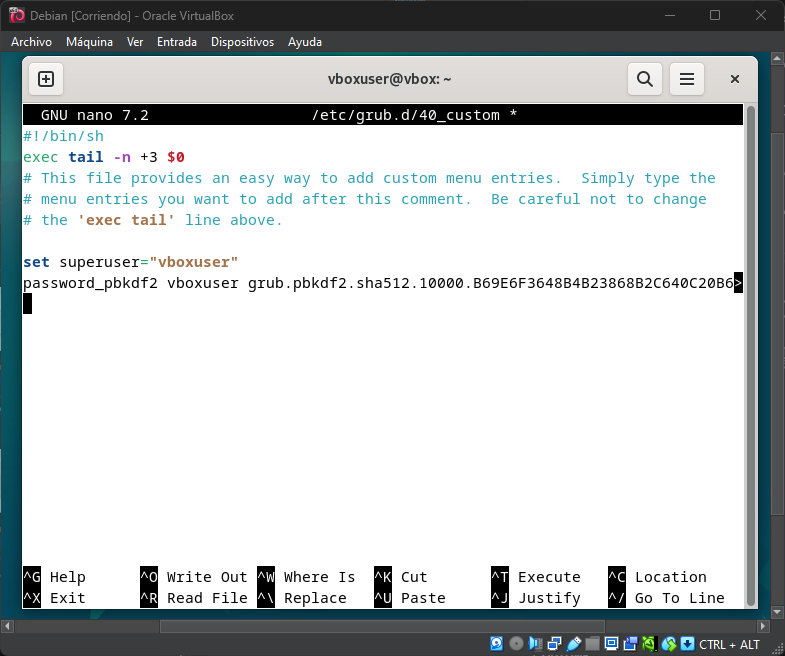 Debian [Corriendo] - Oracle VirtualBox
Archivo Máquina Ver Entrada Dispositivos Ayuda
vboxuser@vbox: ~
GNU nano 7.2 /etc/grub.d/40_custom *
#!/bin/sh
exec tail -n +3 $0
# This file provides an easy way to add custom menu entries.  Simply type the
# menu entries you want to add after this comment.  Be careful not to change
# the 'exec tail' line above.
set superuser="vboxuser"
password_pbkdf2 vboxuser grub.pbkdf2.sha512.10000.B69E6F3648B4B23868B2C640C20B6>
^G Help ^O Write Out ^W Where Is ^K Cut ^T Execute ^C Location
^X Exit ^R Read File ^\ Replace ^U Paste ^J Justify ^/ Go To Line
CTRL + ALT